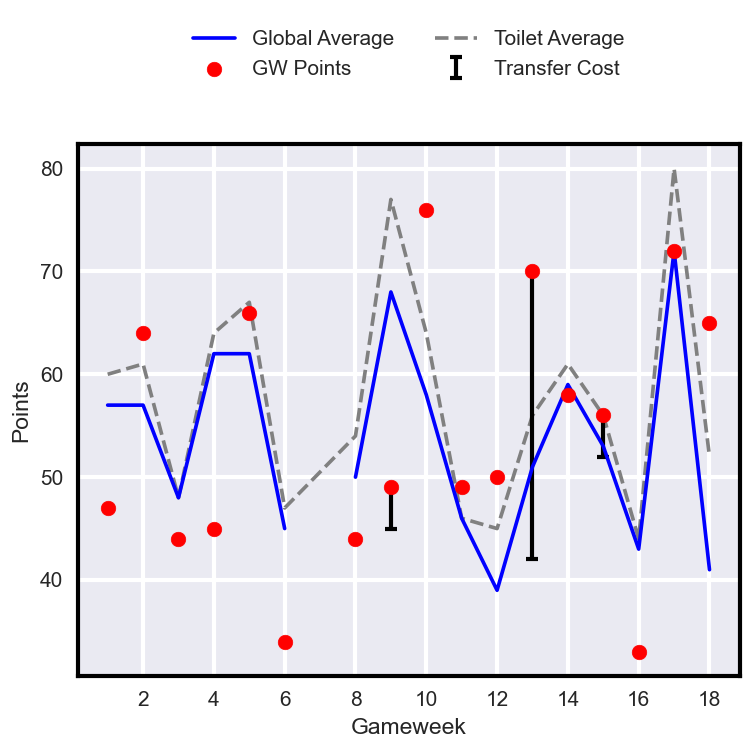 Global Average Toilet Average
GW Points Transfer Cost
80
70
60
50
40
Points
2 4 6 8 10 12 14 16 18
Gameweek